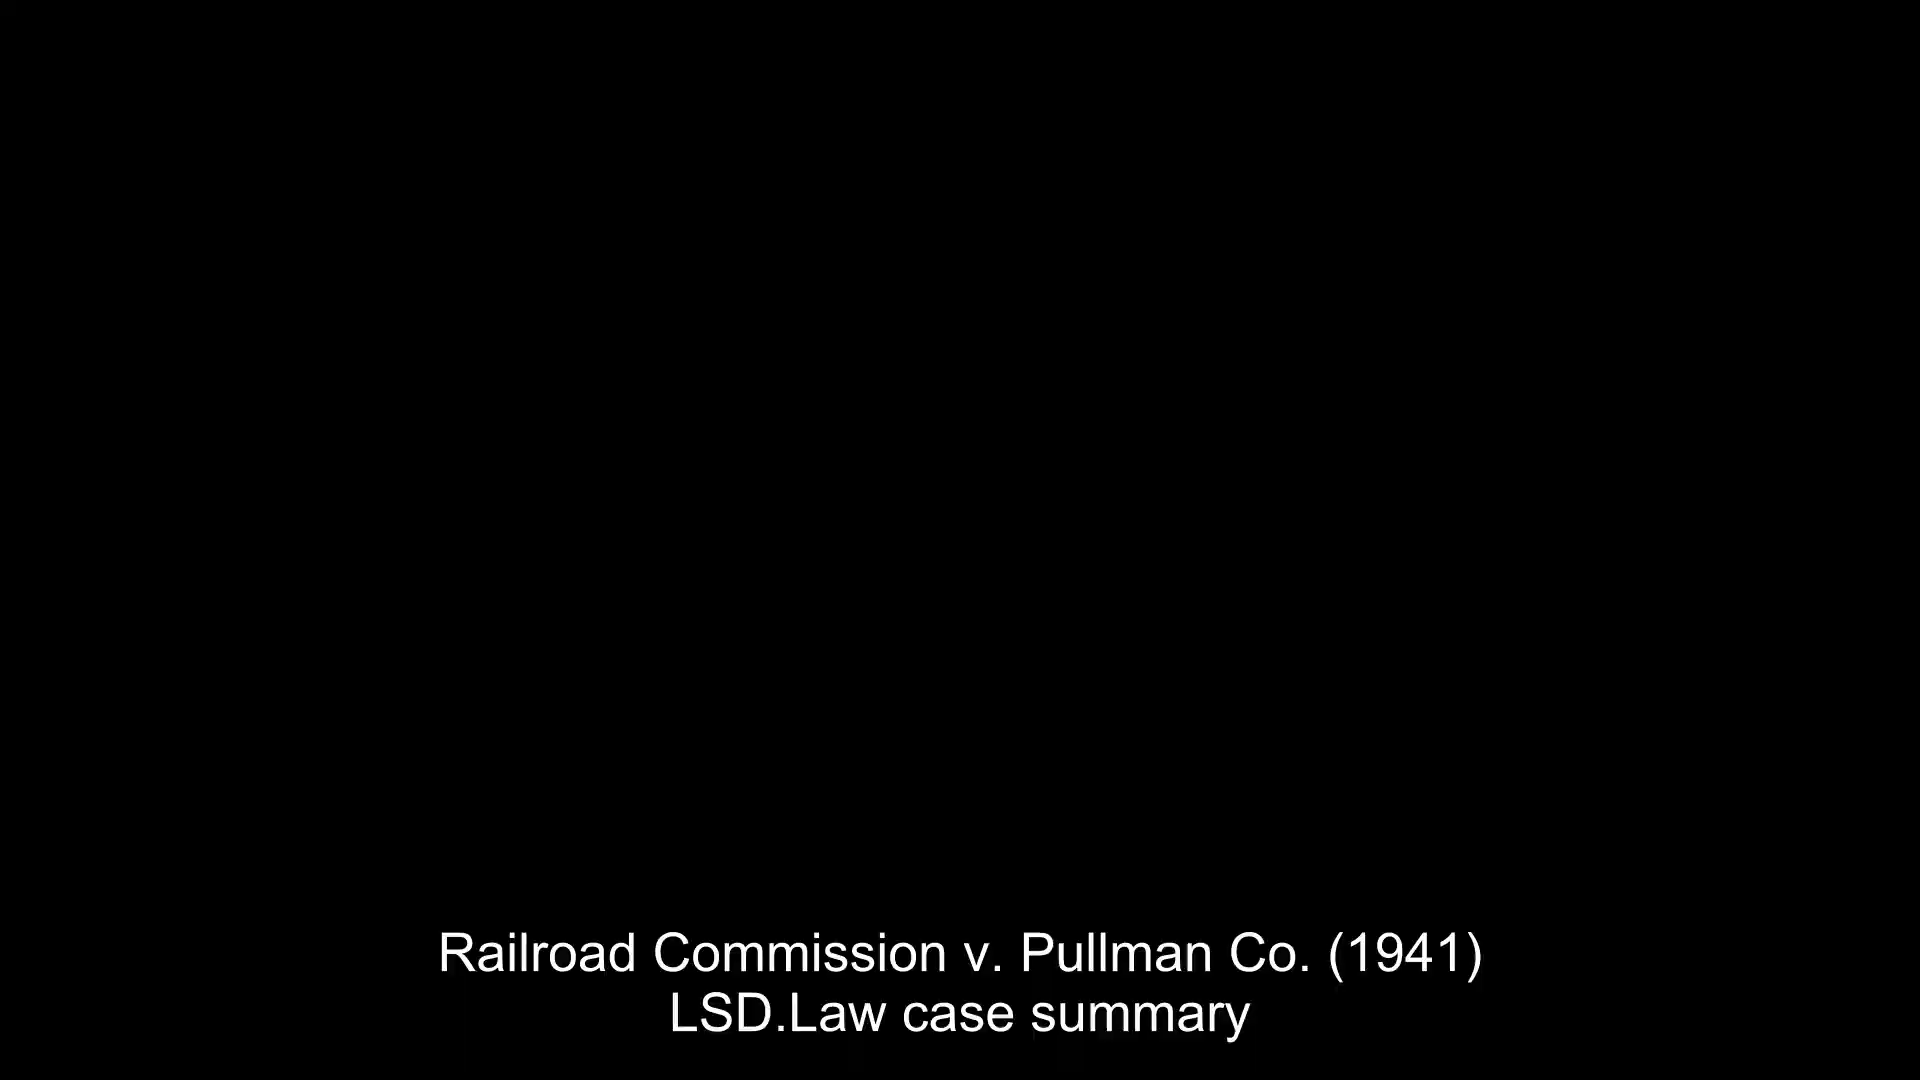 Railroad Commission v. Pullman Co. (1941)
LSD.Law case summary